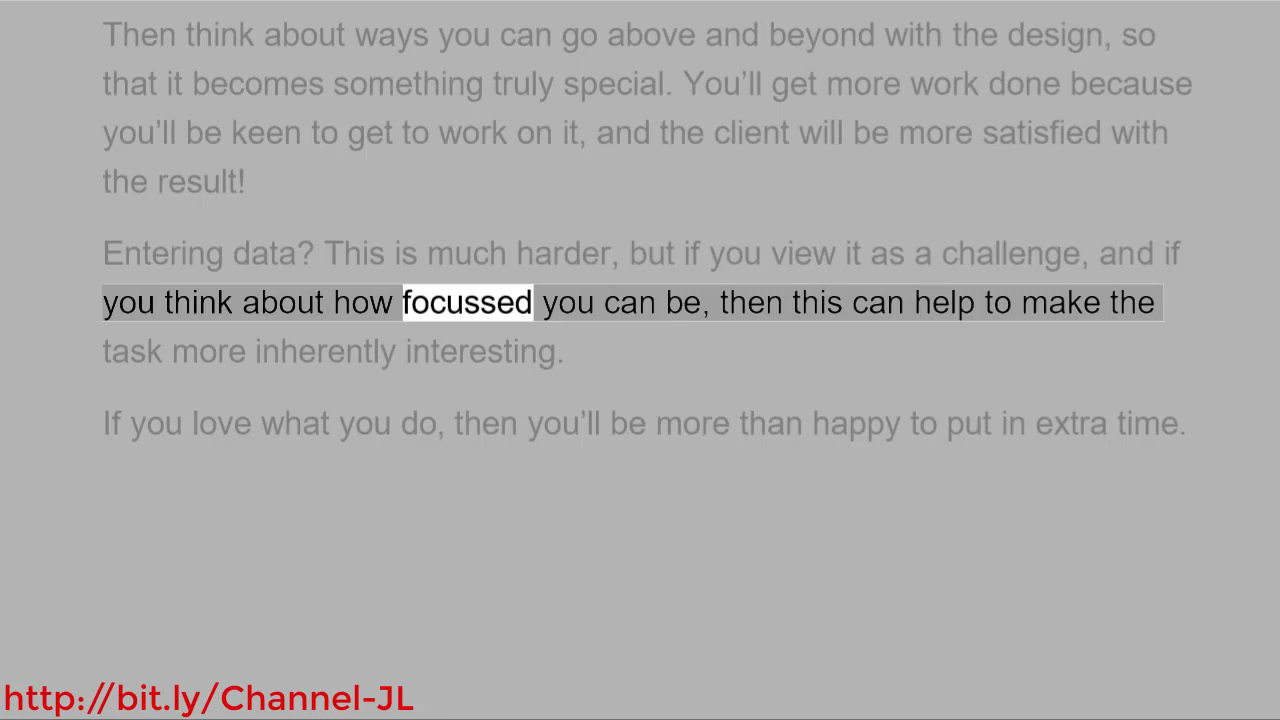 Then think about ways you can go above and beyond with the design, so
that it becomes something truly special. You’ll get more work done because
you’ll be keen to get to work on it, and the client will be more satisfied with
the result!
Entering data? This is much harder, but if you view it as a challenge, and if
you think about how focussed you can be, then this can help to make the
task more inherently interesting.
If you love what you do, then you’ll be more than happy to put in extra time.
http://bit.ly/Channel-JL